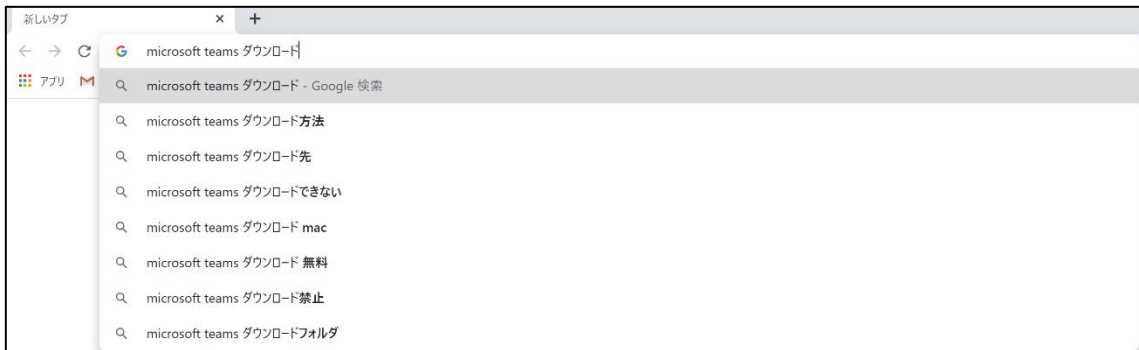 新しいタブ
microsoft teams ダウンロード
アプリ
microsoft teams ダウンロード - Google 検索
microsoft teams ダウンロード方法
microsoft teams ダウンロード先
microsoft teams ダウンロードできない
microsoft teams ダウンロード mac
microsoft teams ダウンロード 無料
microsoft teams ダウンロード禁止
microsoft teams ダウンロードフォルダ